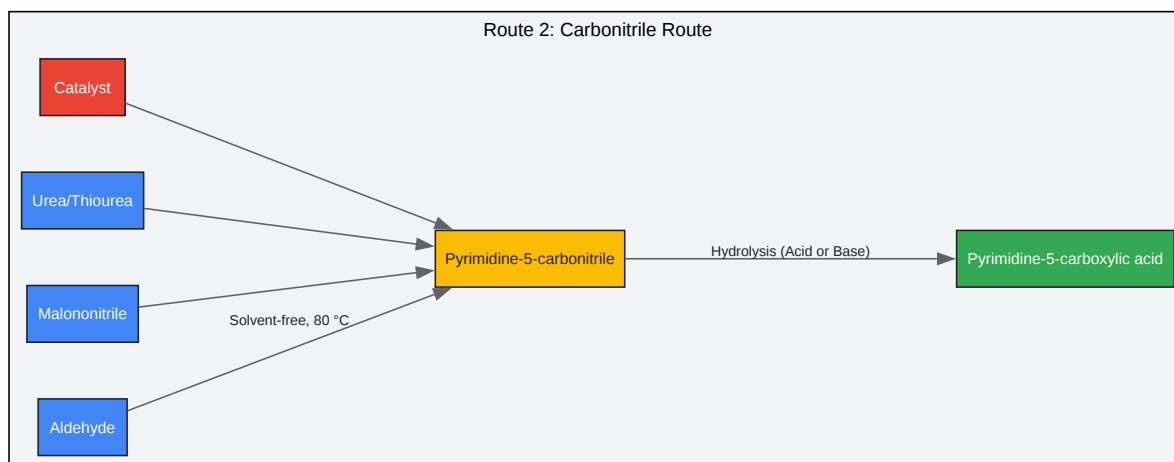 Route 2: Carbonitrile Route
Catalyst
Urea/Thiourea
Malononitrile
Aldehyde
Solvent-free, 80 °C
Pyrimidine-5-carbonitrile
Hydrolysis (Acid or Base)
Pyrimidine-5-carboxylic acid